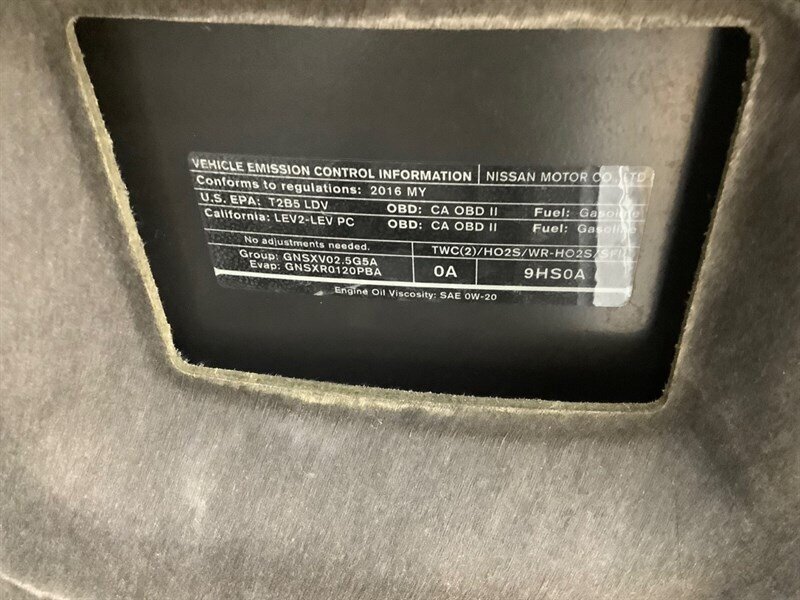 VEHICLE EMISSION CONTROL INFORMATION NISSAN MOTOR CO., LTD
Conforms to regulations: 2016 MY
U.S. EPA: T2B5 LDV OBD: CA OBD II Fuel: Gasoline
California: LEV2-LEV PC OBD: CA OBD II Fuel: Gasoline
No adjustments needed. TWC(2)/HO2S/WR-HO2S/SFI
Group: GNSXV02.5G5A
Evap: GNSXR0120PBA 0A 9HS0A
Engine Oil Viscosity: SAE 0W-20